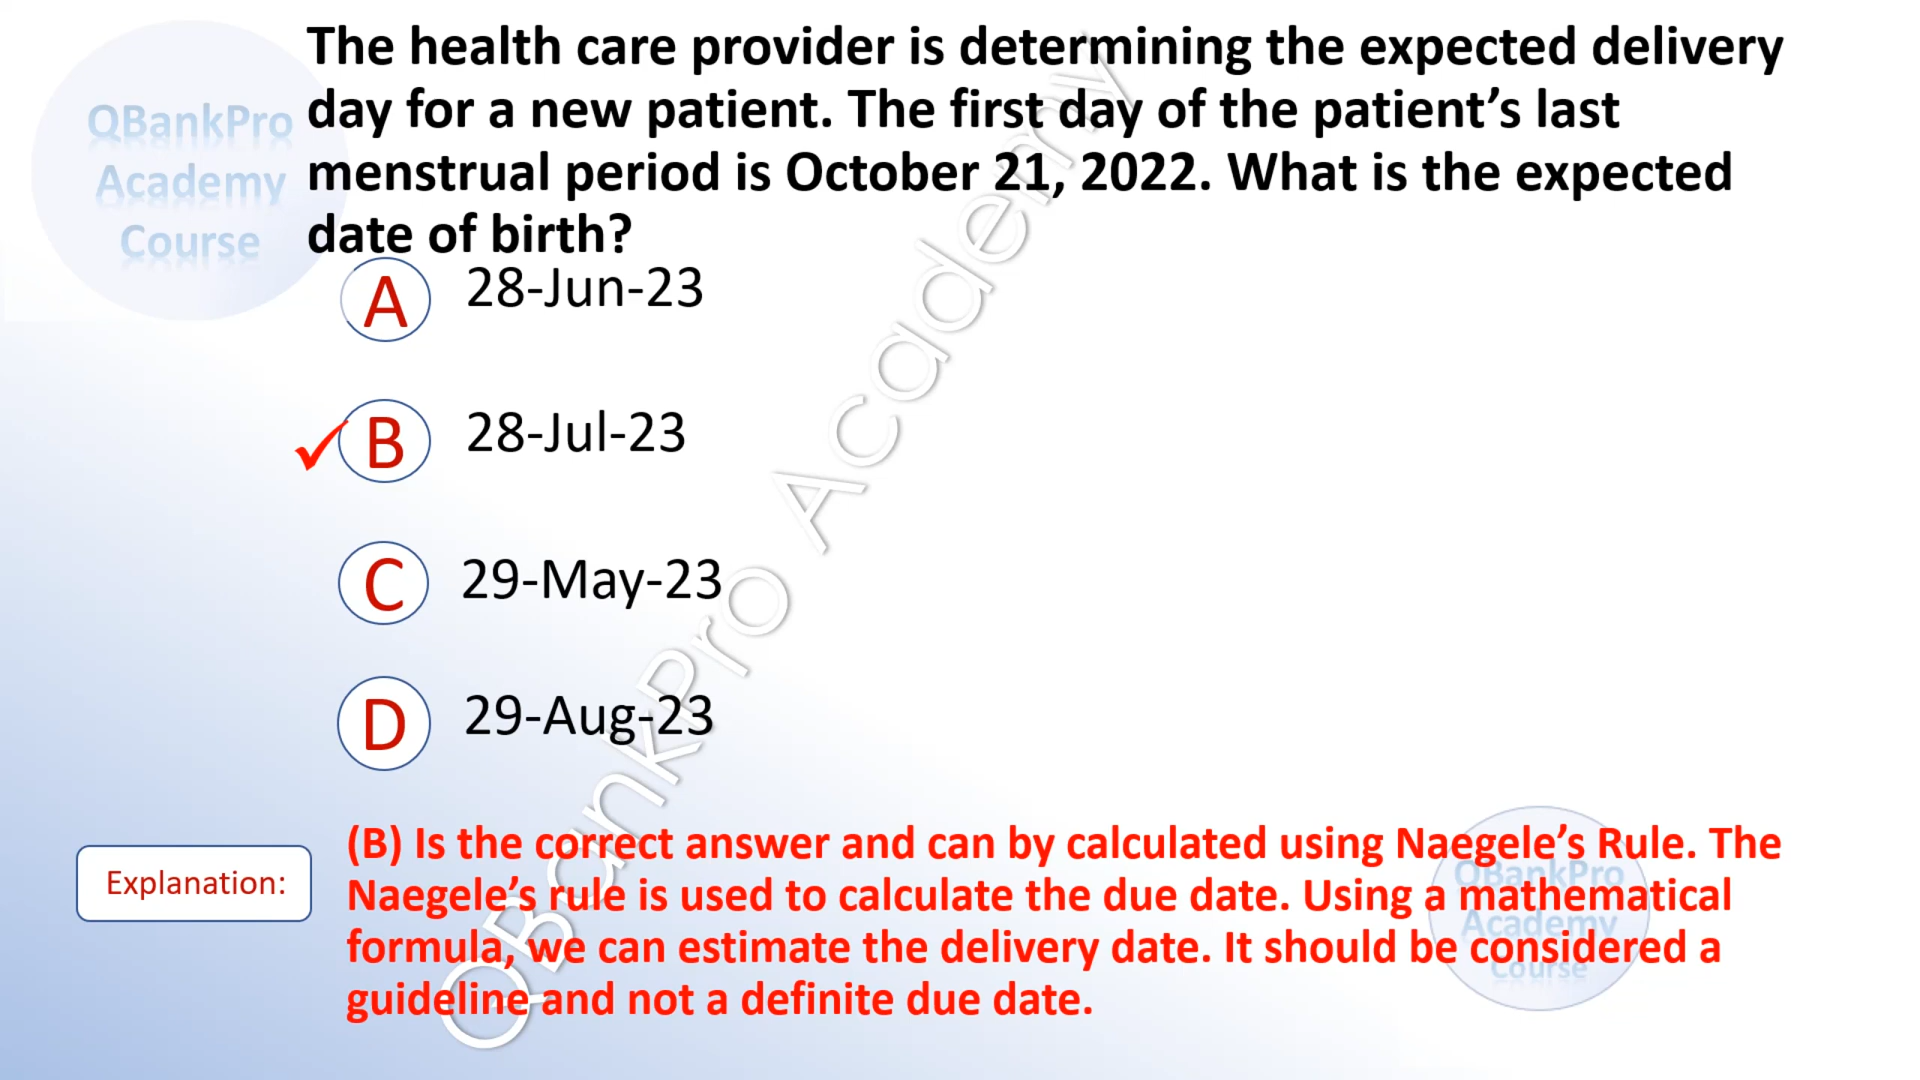 The health care provider is determining the expected delivery
day for a new patient. The first day of the patient’s last
menstrual period is October 21, 2022. What is the expected
date of birth?
QBankPro
Academy
Course
A 28-Jun-23
B 28-Jul-23
C 29-May-23
D 29-Aug-23
QBankPro Academy
Explanation:
(B) Is the correct answer and can by calculated using Naegele’s Rule. The
Naegele’s rule is used to calculate the due date. Using a mathematical
formula, we can estimate the delivery date. It should be considered a
guideline and not a definite due date.
QBankPro
Academy
Course